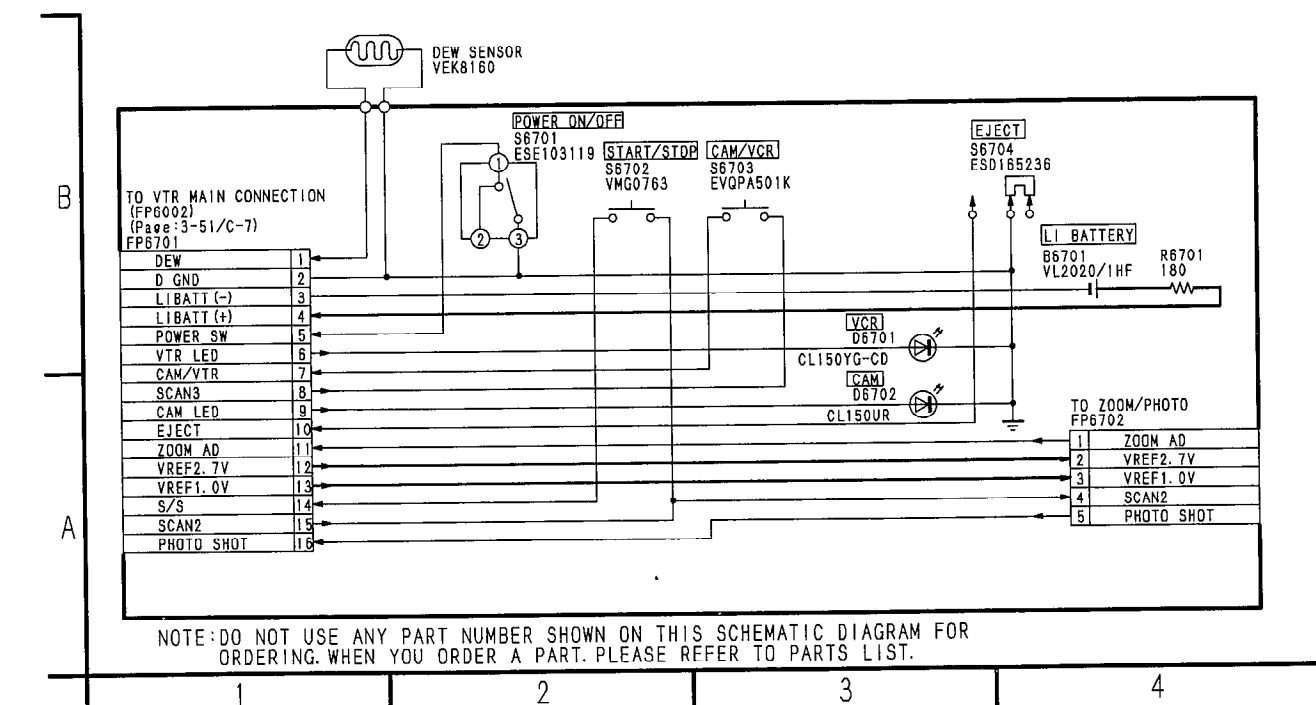 DEW SENSOR
VEK8160
POWER ON/OFF
S6701
ESE103119
1
2
3
START/STOP
S6702
VMG0763
CAM/VCR
S6703
EVQPA501K
EJECT
S6704
ESD165236
B
TO VTR MAIN CONNECTION
(FP6002)
(Page:3-51/C-7)
FP6701
DEW 1
D GND 2
LIBATT(-) 3
LIBATT(+) 4
POWER SW 5
VTR LED 6
CAM/VTR 7
SCAN3 8
CAM LED 9
EJECT 10
ZOOM AD 11
VREF2.7V 12
VREF1.0V 13
S/S 14
SCAN2 15
PHOTO SHOT 16
LI BATTERY
B6701
VL2020/1HF
R6701
180
VCR
D6701
CL150YG-CD
CAM
D6702
CL150UR
TO ZOOM/PHOTO
FP6702
1 ZOOM AD
2 VREF2.7V
3 VREF1.0V
4 SCAN2
5 PHOTO SHOT
A
NOTE:DO NOT USE ANY PART NUMBER SHOWN ON THIS SCHEMATIC DIAGRAM FOR
ORDERING. WHEN YOU ORDER A PART. PLEASE REFER TO PARTS LIST.
1 2 3 4